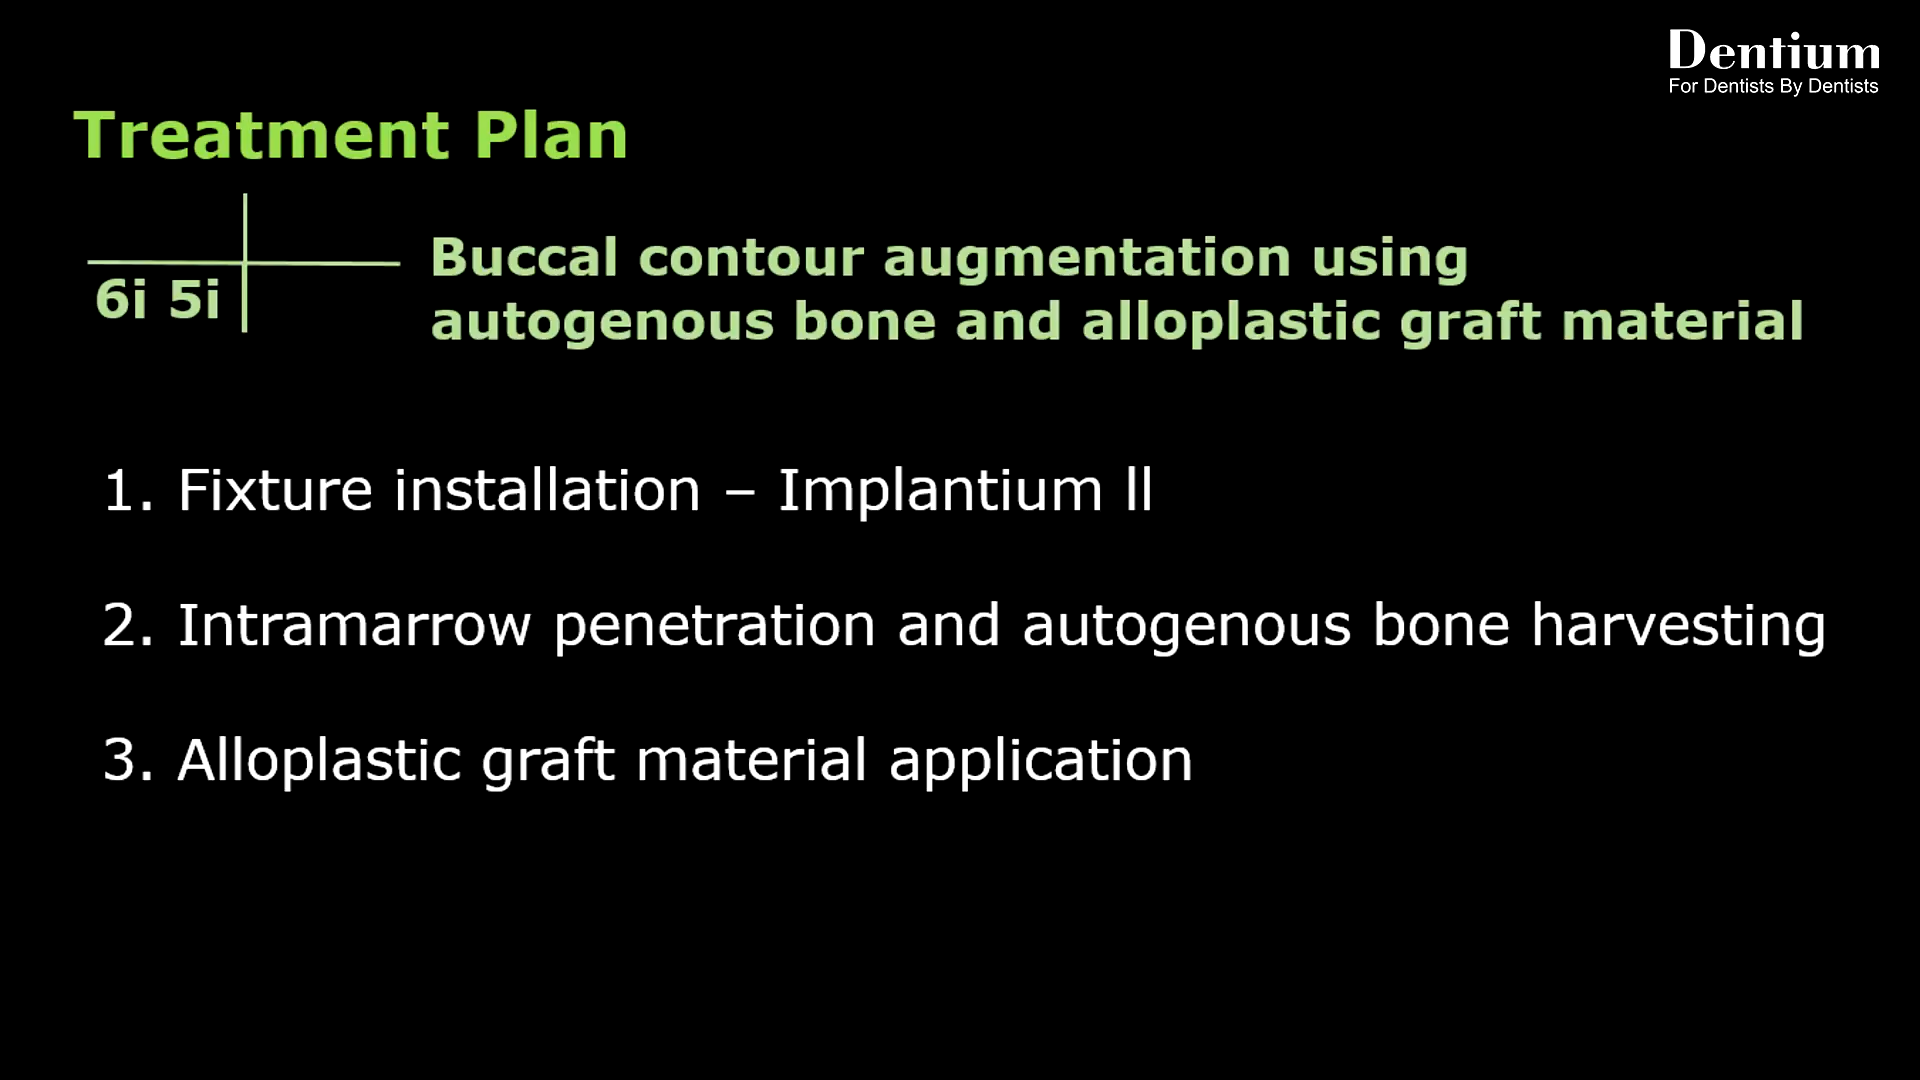 Dentium
For Dentists By Dentists
Treatment Plan
6i 5i
Buccal contour augmentation using
autogenous bone and alloplastic graft material
1. Fixture installation – Implantium ll
2. Intramarrow penetration and autogenous bone harvesting
3. Alloplastic graft material application